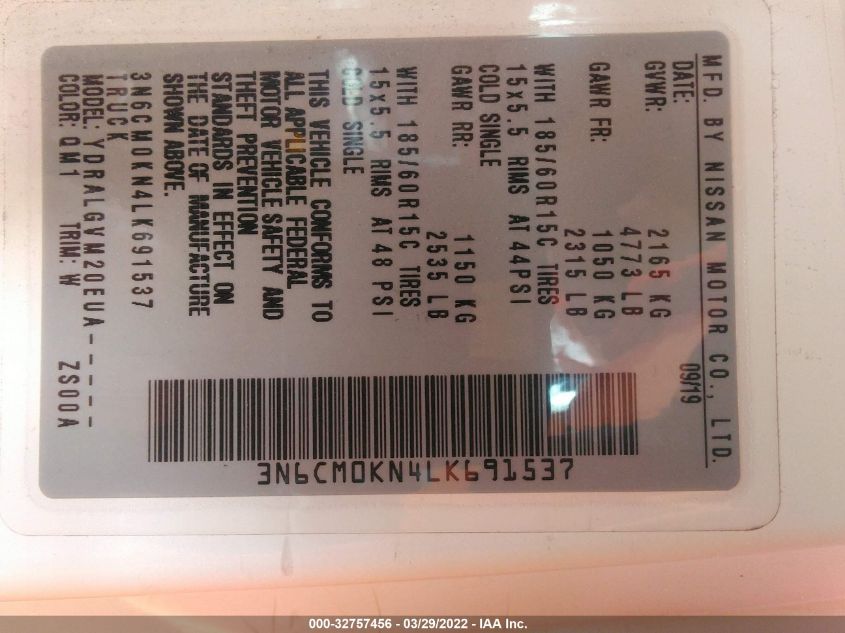 MFD. BY NISSAN MOTOR CO., LTD.
DATE: 09/19
GVWR: 2165 KG
4773 LB
GAWR FR: 1050 KG
2315 LB
WITH 185/60R15C TIRES
15x5.5 RIMS AT 44PSI
COLD SINGLE
GAWR RR: 1150 KG
2535 LB
WITH 185/60R15C TIRES
15x5.5 RIMS AT 48 PSI
COLD SINGLE
THIS VEHICLE CONFORMS TO
ALL APPLICABLE FEDERAL
MOTOR VEHICLE SAFETY AND
THEFT PREVENTION
STANDARDS IN EFFECT ON
THE DATE OF MANUFACTURE
SHOWN ABOVE.
3N6CM0KN4LK691537
TRUCK
MODEL: YDRALGVM20EUA-----
COLOR: QM1 TRIM: W ZS00A
3N6CM0KN4LK691537
000-32757456 - 03/29/2022 - IAA Inc.